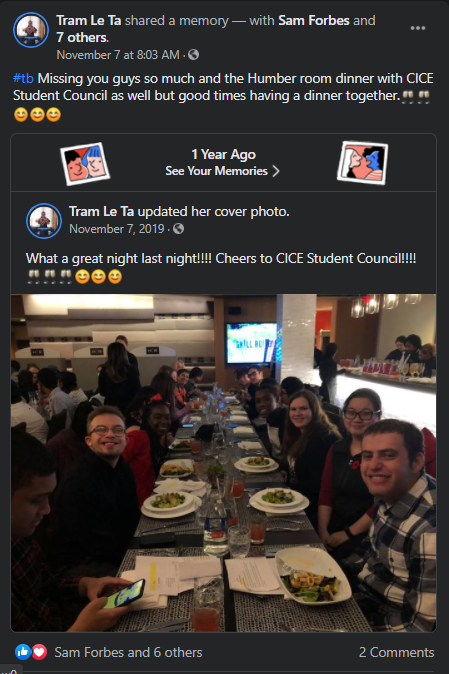 Tram Le Ta shared a memory — with Sam Forbes and
7 others.
November 7 at 8:03 AM ·
#tb Missing you guys so much and the Humber room dinner with CICE
Student Council as well but good times having a dinner together.🥂🥂
😊😊😊
1 Year Ago
See Your Memories >
Tram Le Ta updated her cover photo.
November 7, 2019 ·
What a great night last night!!!! Cheers to CICE Student Council!!!!
🥂🥂🥂😊😊😊
Sam Forbes and 6 others
2 Comments